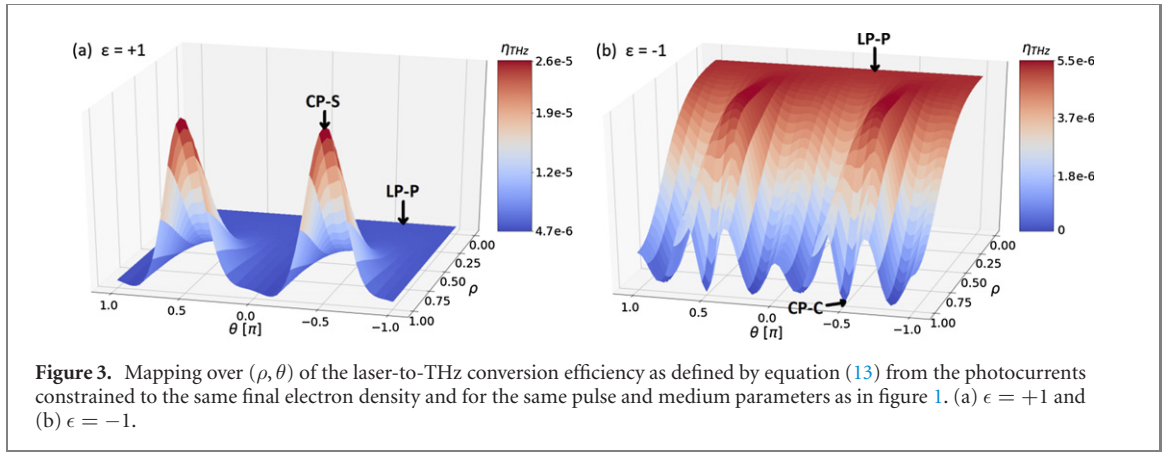 (a) ε = +1
η_THz
2.6e-5
1.9e-5
1.2e-5
4.7e-6
CP-S
LP-P
0.00
0.25
0.50
0.75
1.00
ρ
1.0
0.5
0.0
−0.5
−1.0
θ [π]
(b) ε = -1
LP-P
η_THz
5.5e-6
3.7e-6
1.8e-6
0
CP-C
0.00
0.25
0.50
0.75
1.00
ρ
1.0
0.5
0.0
−0.5
−1.0
θ [π]
Figure 3. Mapping over (ρ, θ) of the laser-to-THz conversion efficiency as defined by equation (13) from the photocurrents
constrained to the same final electron density and for the same pulse and medium parameters as in figure 1. (a) ϵ = +1 and
(b) ϵ = −1.